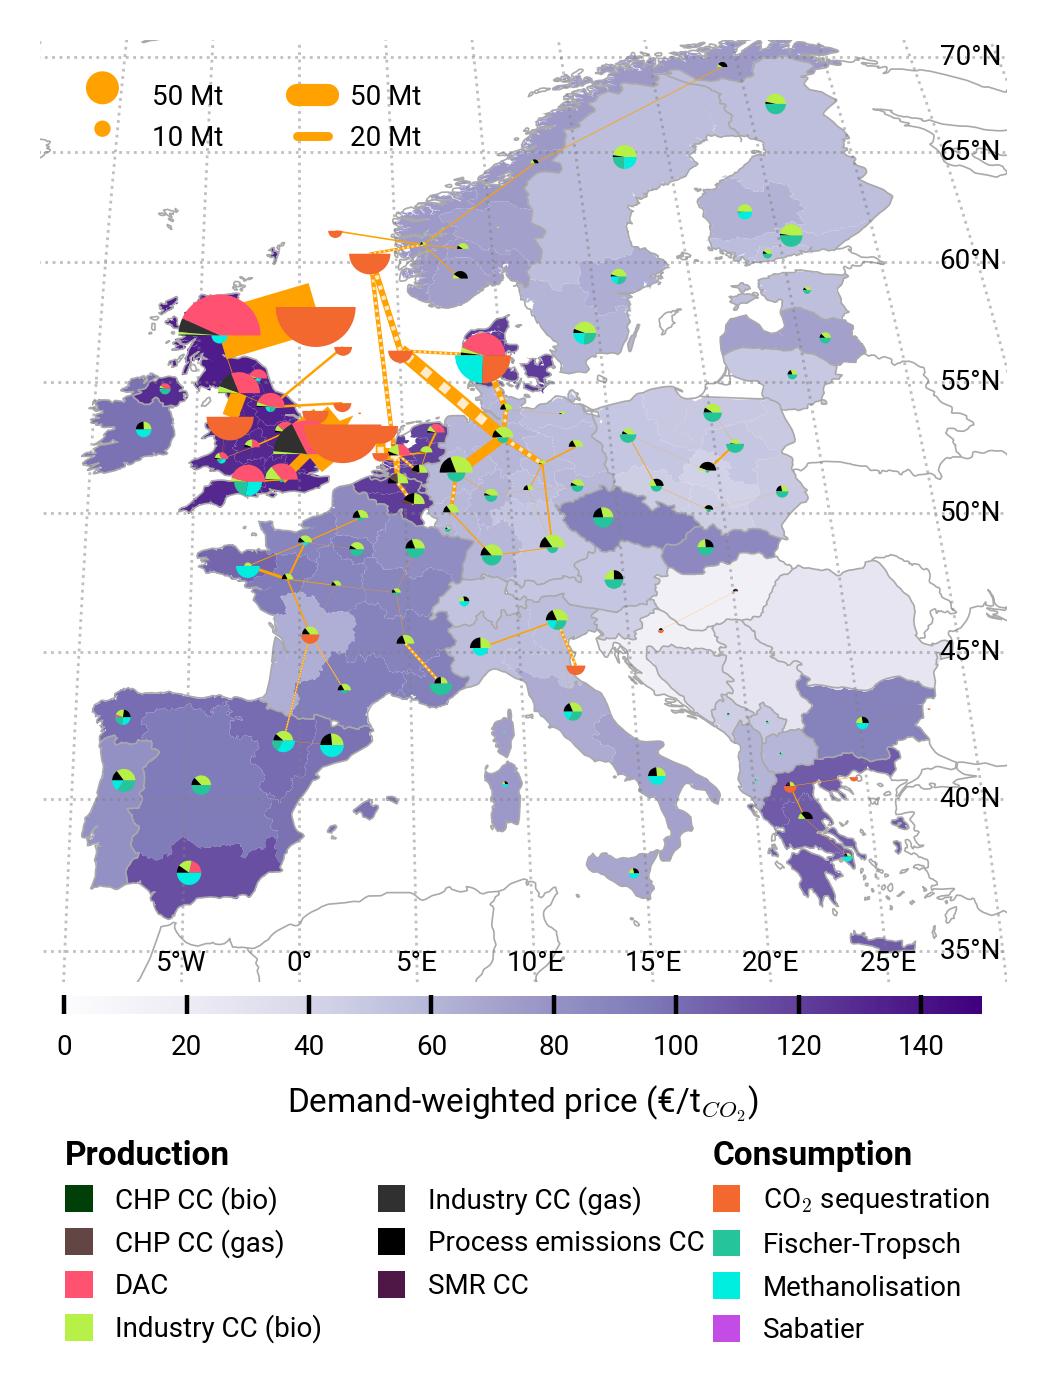 70°N
50 Mt 50 Mt
10 Mt 20 Mt
65°N
60°N
55°N
50°N
45°N
40°N
35°N
5°W 0° 5°E 10°E 15°E 20°E 25°E
0 20 40 60 80 100 120 140
Demand-weighted price (€/t_{CO_2})
Production Consumption
CHP CC (bio) Industry CC (gas) CO₂ sequestration
CHP CC (gas) Process emissions CC Fischer-Tropsch
DAC SMR CC Methanolisation
Industry CC (bio) Sabatier